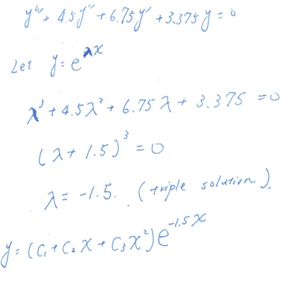 y''' + 4.5y'' + 6.75y' + 3.375y = 0
Let y = e^{λx}
λ³ + 4.5λ² + 6.75λ + 3.375 = 0
(λ + 1.5)³ = 0
λ = -1.5. (triple solution).
y = (C₁ + C₂x + C₃x²)e^{-1.5x}